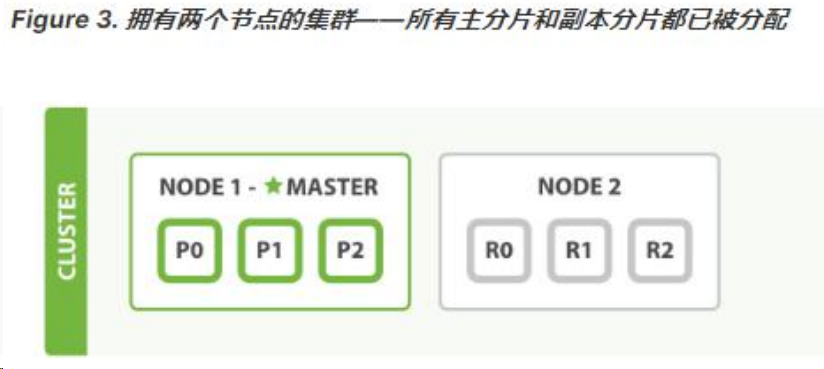 Figure 3. 拥有两个节点的集群——所有主分片和副本分片都已被分配
CLUSTER
NODE 1 - ★ MASTER
P0 P1 P2
NODE 2
R0 R1 R2